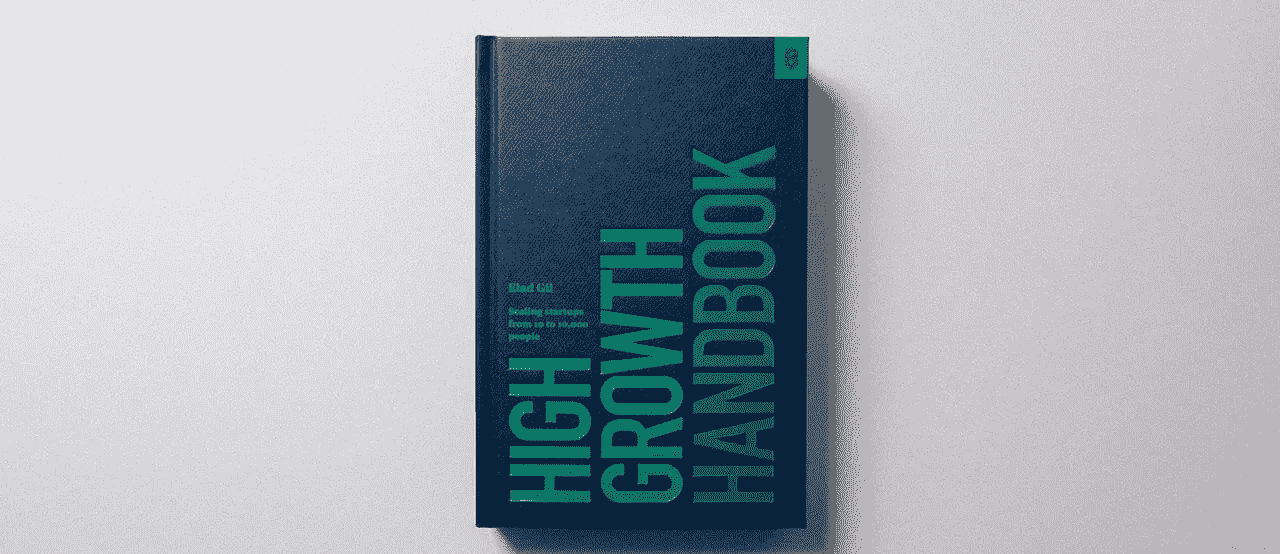 Elad Gil
Scaling startups
from 10 to 10,000
people
HIGH
GROWTH
HANDBOOK